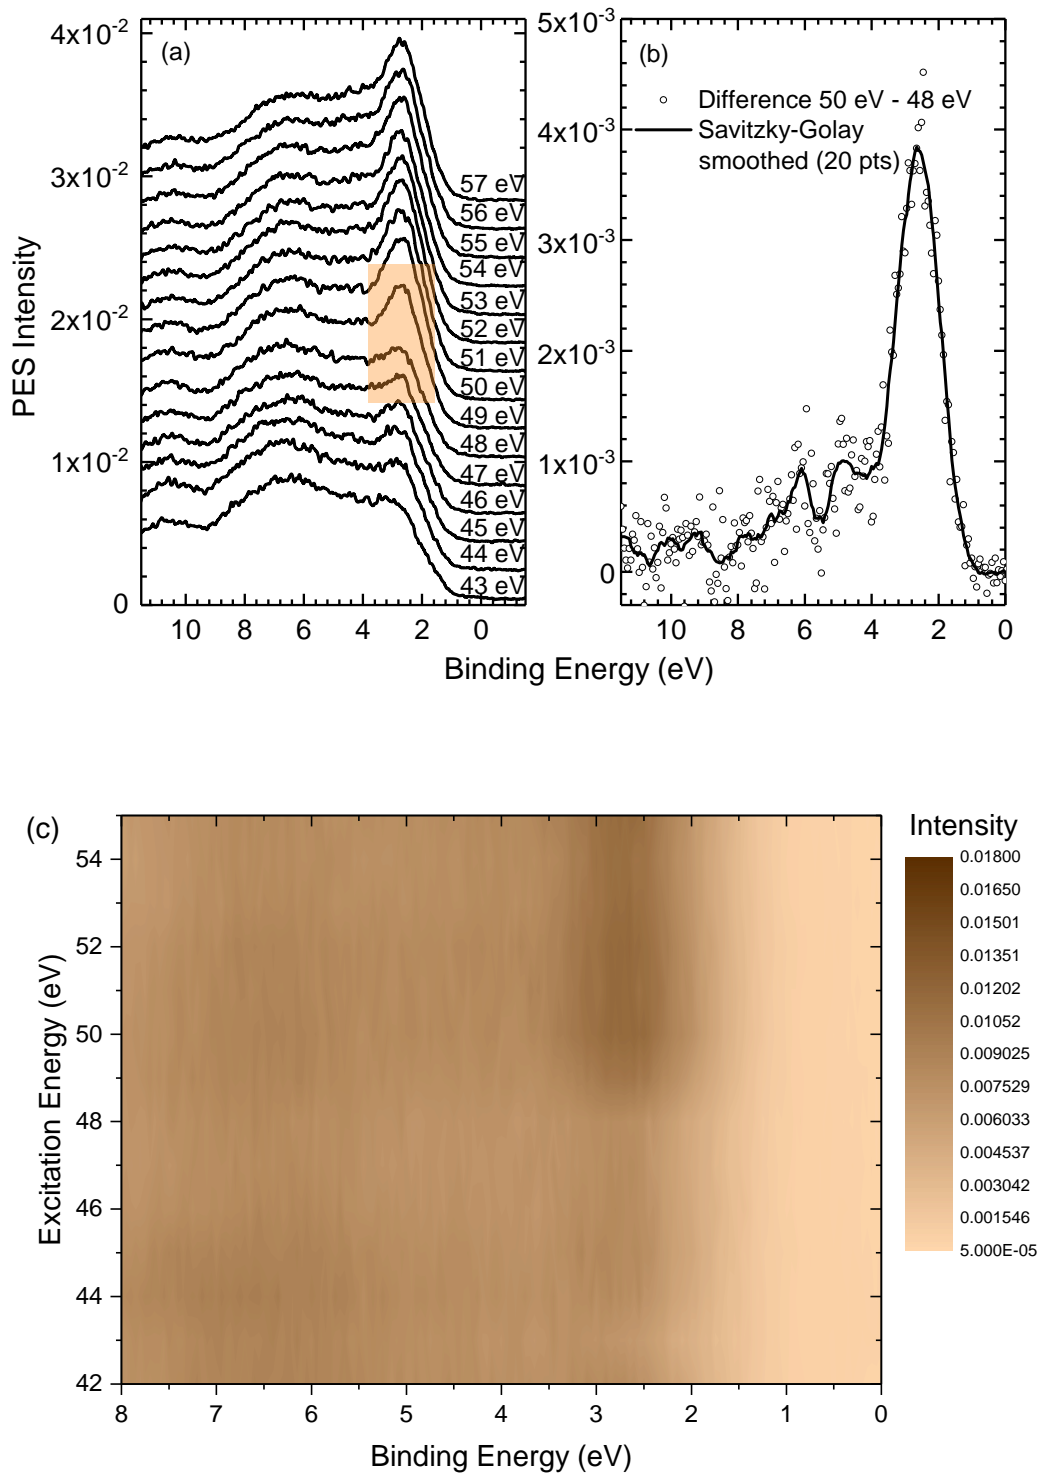 (a)
PES Intensity
4x10-2
3x10-2
2x10-2
1x10-2
0
57 eV
56 eV
55 eV
54 eV
53 eV
52 eV
51 eV
50 eV
49 eV
48 eV
47 eV
46 eV
45 eV
44 eV
43 eV
10 8 6 4 2 0
(b)
5x10-3
4x10-3
3x10-3
2x10-3
1x10-3
0
Difference 50 eV - 48 eV
Savitzky-Golay
smoothed (20 pts)
10 8 6 4 2 0
Binding Energy (eV)
(c)
Excitation Energy (eV)
54
52
50
48
46
44
42
8 7 6 5 4 3 2 1 0
Binding Energy (eV)
Intensity
0.01800
0.01650
0.01501
0.01351
0.01202
0.01052
0.009025
0.007529
0.006033
0.004537
0.003042
0.001546
5.000E-05